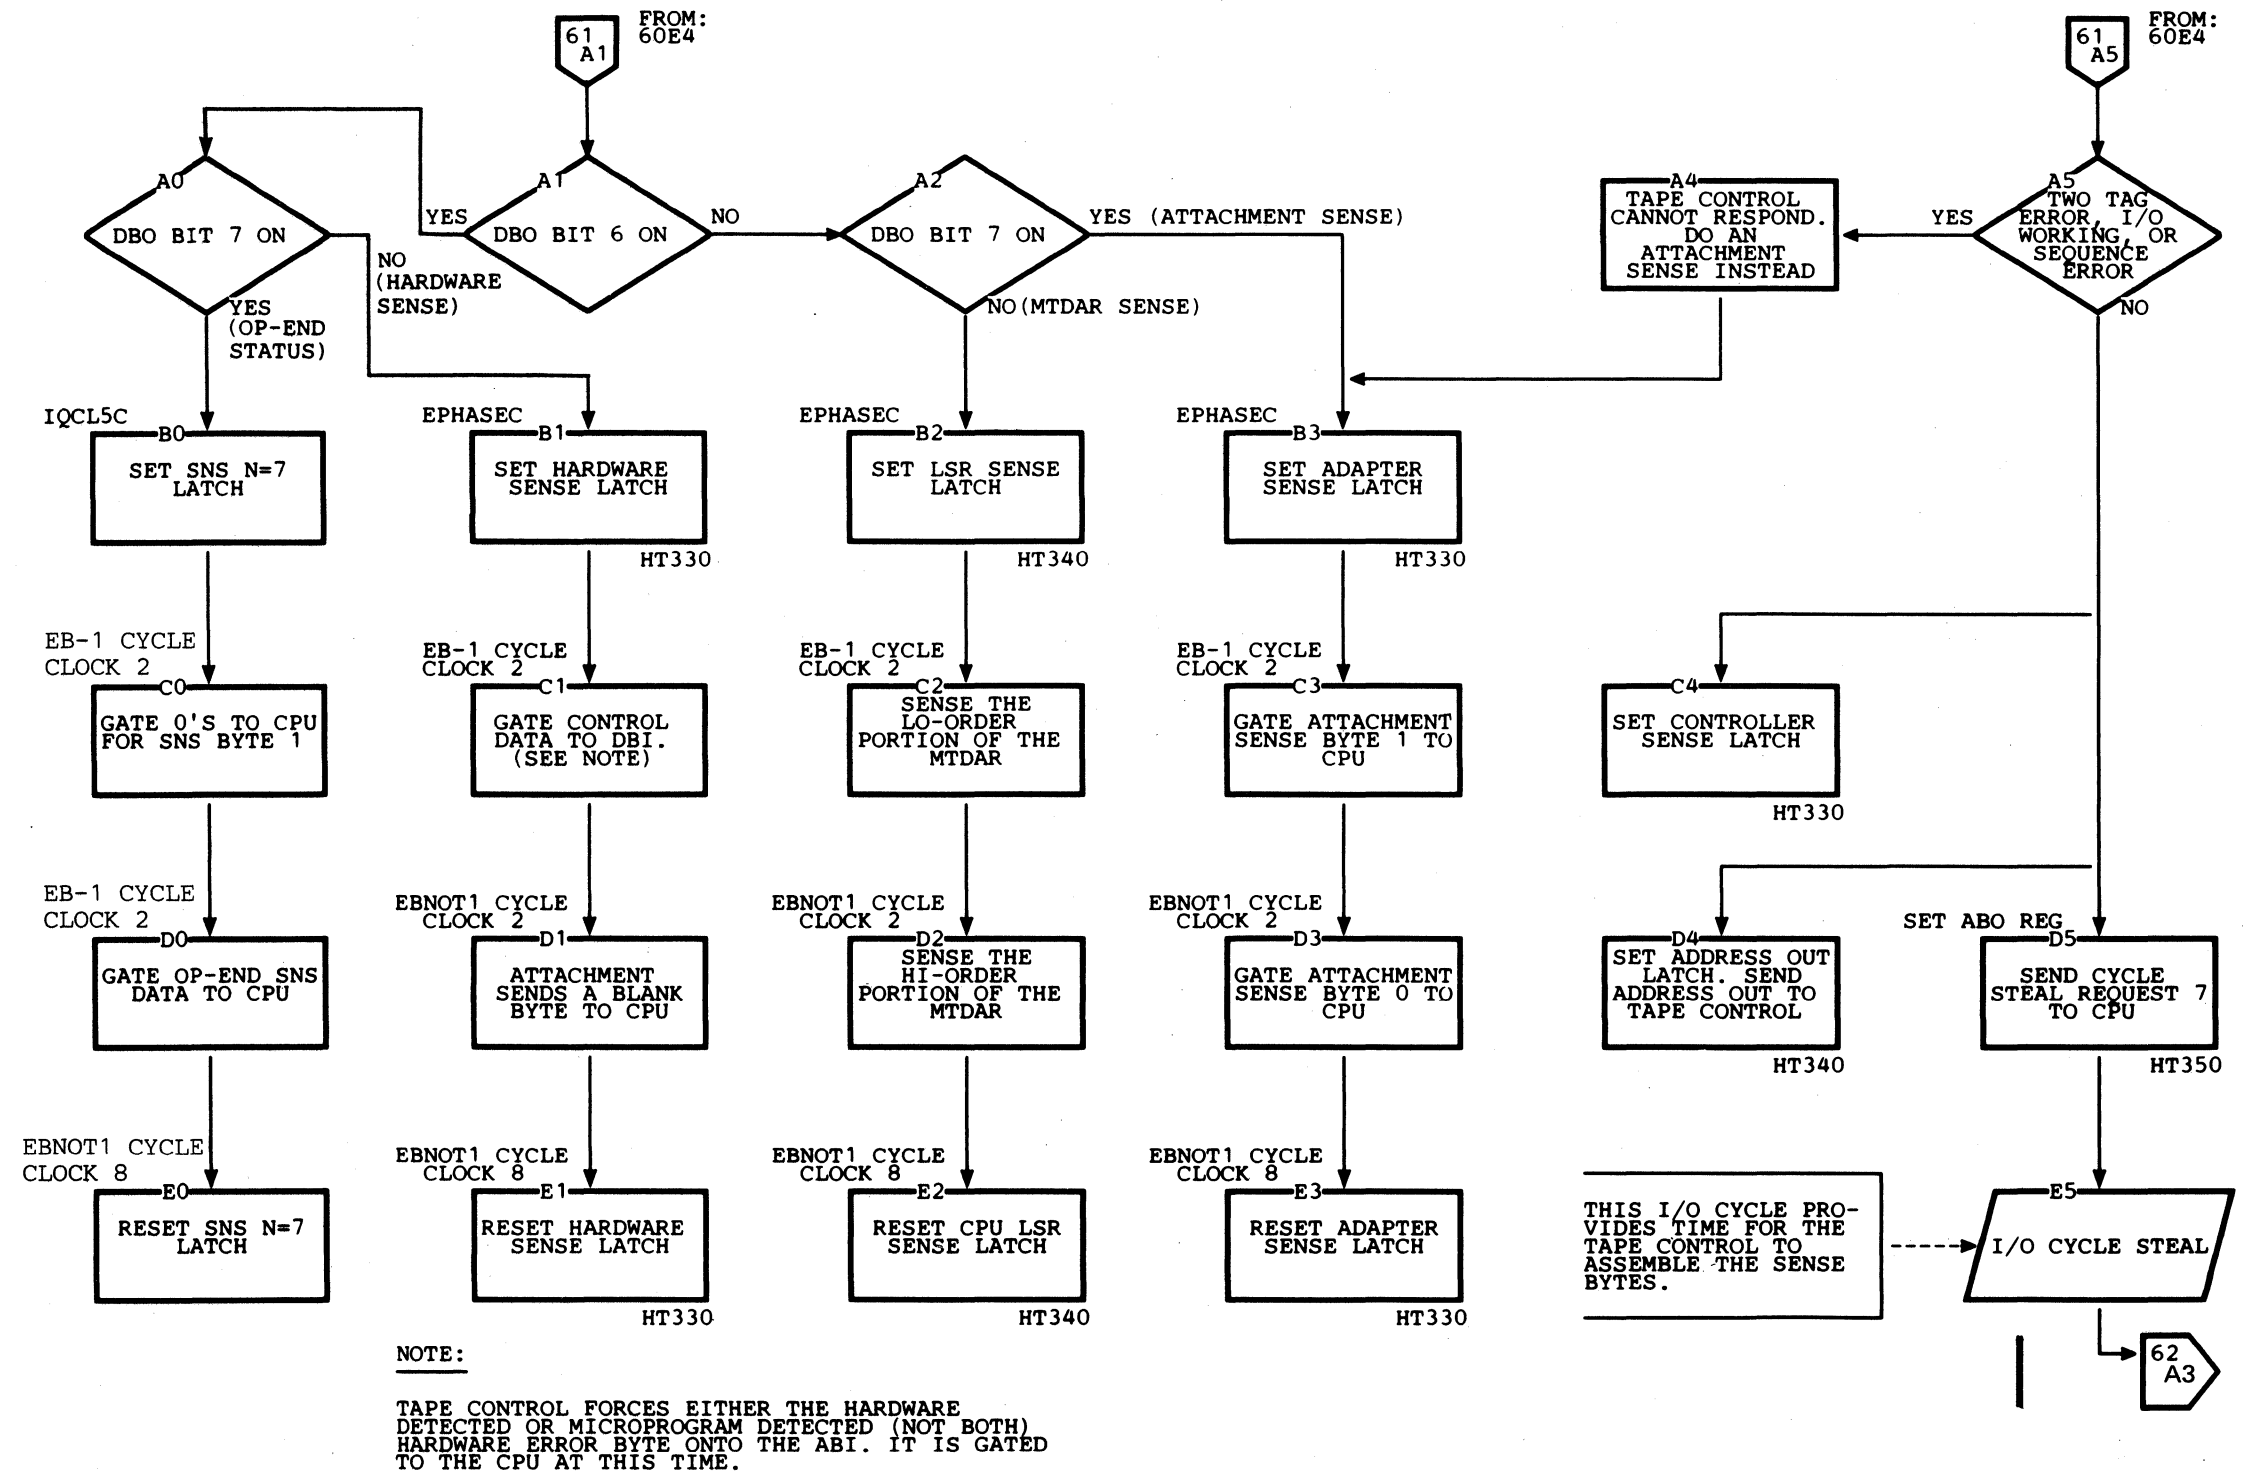 61
A1
FROM:
60E4
61
A5
FROM:
60E4
A0
DBO BIT 7 ON
YES
A1
DBO BIT 6 ON
NO
A2
DBO BIT 7 ON
YES (ATTACHMENT SENSE)
A4
TAPE CONTROL
CANNOT RESPOND.
DO AN
ATTACHMENT
SENSE INSTEAD
YES
A5
TWO TAG
ERROR, I/O
WORKING, OR
SEQUENCE
ERROR
NO
NO
(HARDWARE
SENSE)
YES
(OP-END
STATUS)
NO(MTDAR SENSE)
IQCL5C
B0
SET SNS N=7
LATCH
EPHASEC
B1
SET HARDWARE
SENSE LATCH
HT330
EPHASEC
B2
SET LSR SENSE
LATCH
HT340
EPHASEC
B3
SET ADAPTER
SENSE LATCH
HT330
EB-1 CYCLE
CLOCK 2
C0
GATE 0'S TO CPU
FOR SNS BYTE 1
EB-1 CYCLE
CLOCK 2
C1
GATE CONTROL
DATA TO DBI.
(SEE NOTE)
EB-1 CYCLE
CLOCK 2
C2
SENSE THE
LO-ORDER
PORTION OF THE
MTDAR
EB-1 CYCLE
CLOCK 2
C3
GATE ATTACHMENT
SENSE BYTE 1 TO
CPU
C4
SET CONTROLLER
SENSE LATCH
HT330
EB-1 CYCLE
CLOCK 2
D0
GATE OP-END SNS
DATA TO CPU
EBNOT1 CYCLE
CLOCK 2
D1
ATTACHMENT
SENDS A BLANK
BYTE TO CPU
EBNOT1 CYCLE
CLOCK 2
D2
SENSE THE
HI-ORDER
PORTION OF THE
MTDAR
EBNOT1 CYCLE
CLOCK 2
D3
GATE ATTACHMENT
SENSE BYTE 0 TO
CPU
D4
SET ADDRESS OUT
LATCH. SEND
ADDRESS OUT TO
TAPE CONTROL
HT340
SET ABO REG
D5
SEND CYCLE
STEAL REQUEST 7
TO CPU
HT350
EBNOT1 CYCLE
CLOCK 8
E0
RESET SNS N=7
LATCH
EBNOT1 CYCLE
CLOCK 8
E1
RESET HARDWARE
SENSE LATCH
HT330
EBNOT1 CYCLE
CLOCK 8
E2
RESET CPU LSR
SENSE LATCH
HT340
EBNOT1 CYCLE
CLOCK 8
E3
RESET ADAPTER
SENSE LATCH
HT330
THIS I/O CYCLE PRO-
VIDES TIME FOR THE
TAPE CONTROL TO
ASSEMBLE THE SENSE
BYTES.
E5
I/O CYCLE STEAL
62
A3
NOTE:
TAPE CONTROL FORCES EITHER THE HARDWARE
DETECTED OR MICROPROGRAM DETECTED (NOT BOTH)
HARDWARE ERROR BYTE ONTO THE ABI. IT IS GATED
TO THE CPU AT THIS TIME.